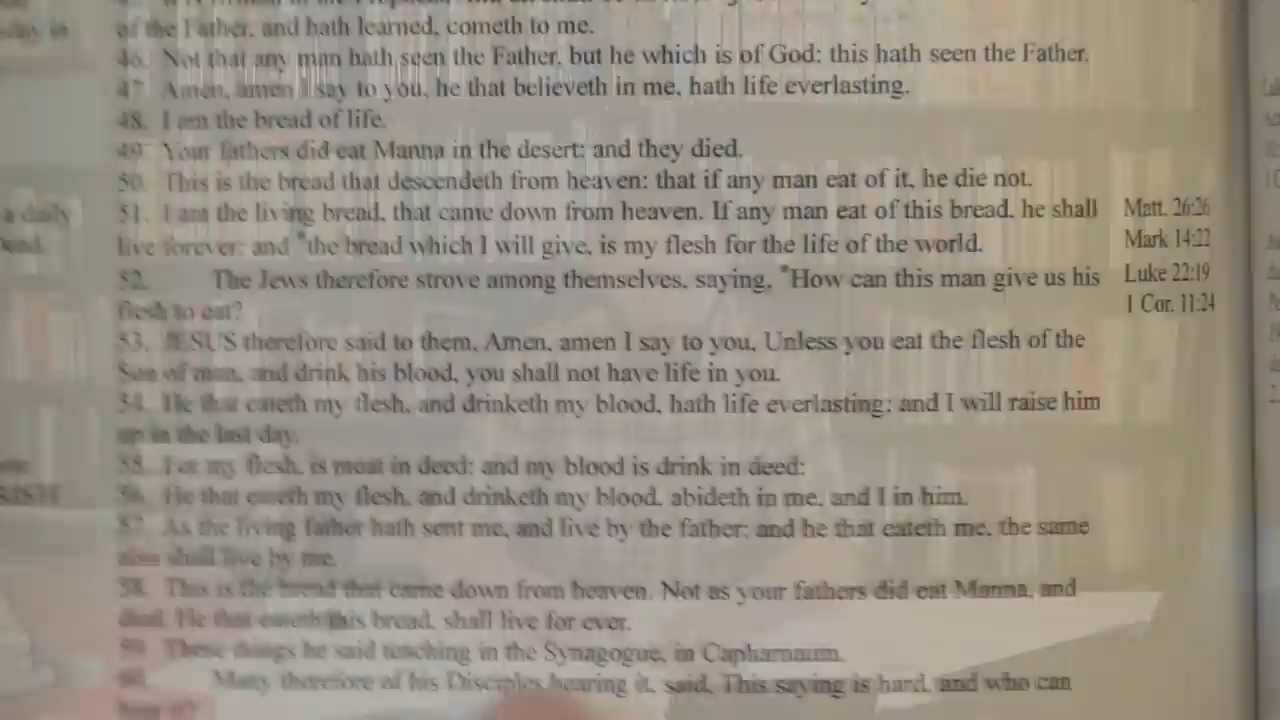 of the Father, and hath learned, cometh to me.
46. Not that any man hath seen the Father, but he which is of God: this hath seen the Father.
47. Amen, amen I say to you, he that believeth in me, hath life everlasting.
48. I am the bread of life.
49. Your fathers did eat Manna in the desert: and they died.
50. This is the bread that descendeth from heaven: that if any man eat of it, he die not.
51. I am the living bread, that came down from heaven. If any man eat of this bread, he shall
live forever: and *the bread which I will give, is my flesh for the life of the world.
52. The Jews therefore strove among themselves, saying, *How can this man give us his
flesh to eat?
53. JESUS therefore said to them, Amen, amen I say to you, Unless you eat the flesh of the
Son of man, and drink his blood, you shall not have life in you.
54. He that eateth my flesh, and drinketh my blood, hath life everlasting: and I will raise him
up in the last day.
55. For my flesh, is meat in deed: and my blood is drink in deed:
56. He that eateth my flesh, and drinketh my blood, abideth in me, and I in him.
57. As the living father hath sent me, and live by the father: and he that eateth me, the same
also shall live by me.
58. This is the bread that came down from heaven. Not as your fathers did eat Manna, and
died. He that eateth this bread, shall live for ever.
59. These things he said teaching in the Synagogue, in Capharnaum.
60. Many therefore of his Disciples hearing it, said, This saying is hard, and who can
Matt. 26:26
Mark 14:22
Luke 22:19
1 Cor. 11:24
a daily